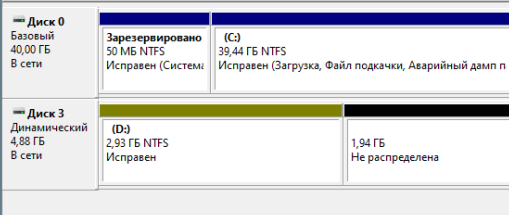 Диск 0
Базовый
40,00 ГБ
В сети
Зарезервировано
50 МБ NTFS
Исправен (Система
(C:)
39,44 ГБ NTFS
Исправен (Загрузка, Файл подкачки, Аварийный дамп п
Диск 3
Динамический
4,88 ГБ
В сети
(D:)
2,93 ГБ NTFS
Исправен
1,94 ГБ
Не распределена